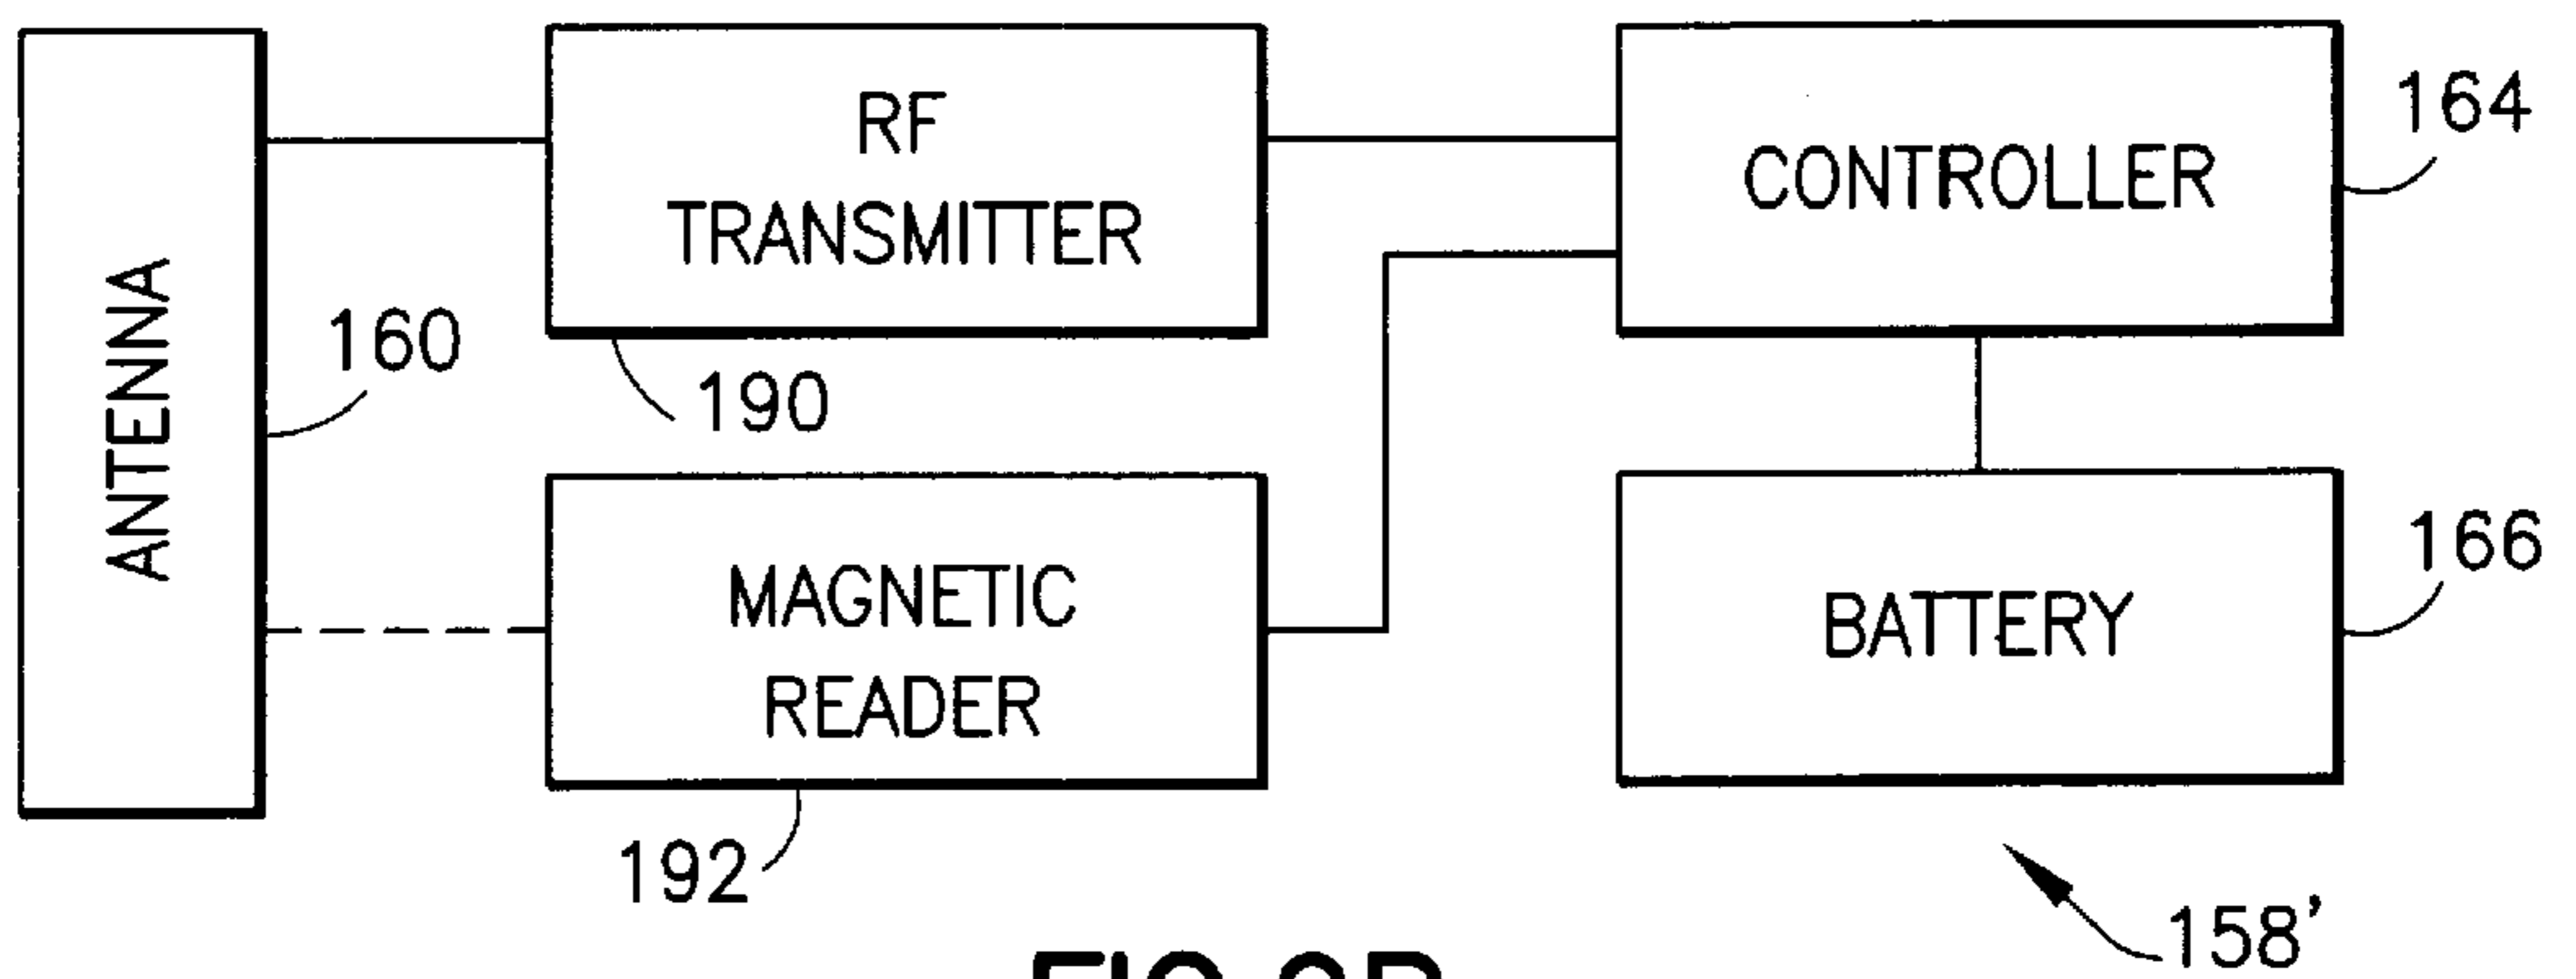 ANTENNA
160
RF
TRANSMITTER
190
MAGNETIC
READER
192
CONTROLLER
164
BATTERY
166
158'